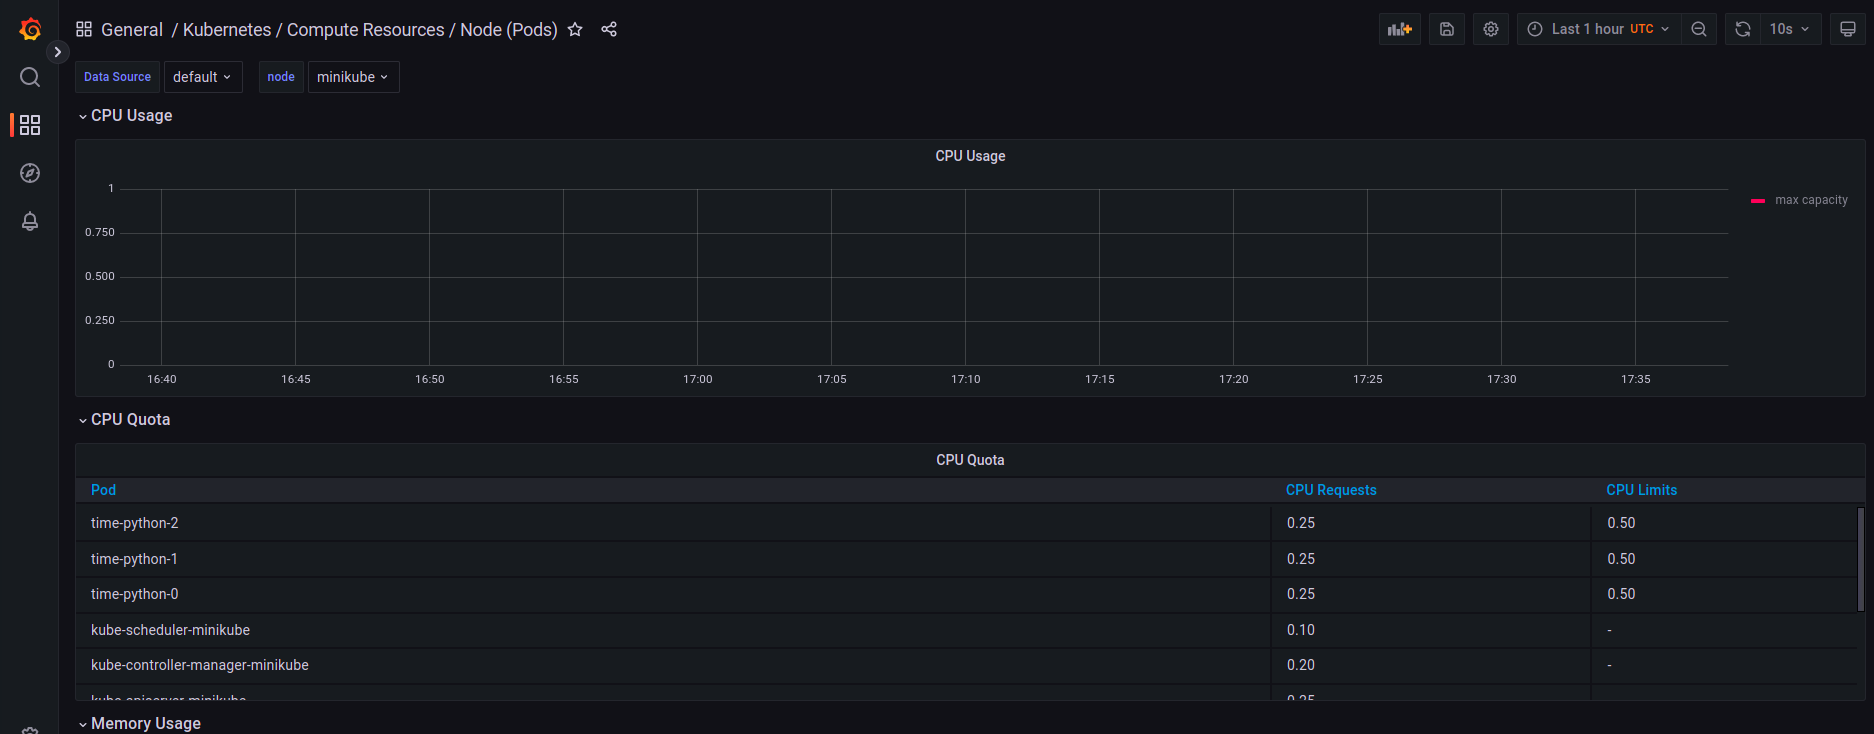 General / Kubernetes / Compute Resources / Node (Pods)
Last 1 hour UTC
10s
Data Source default node minikube
CPU Usage
CPU Usage
1
0.750
0.500
0.250
0
16:40 16:45 16:50 16:55 17:00 17:05 17:10 17:15 17:20 17:25 17:30 17:35
max capacity
CPU Quota
CPU Quota
Pod CPU Requests CPU Limits
time-python-2 0.25 0.50
time-python-1 0.25 0.50
time-python-0 0.25 0.50
kube-scheduler-minikube 0.10 -
kube-controller-manager-minikube 0.20 -
kube-apiserver-minikube 0.25
Memory Usage